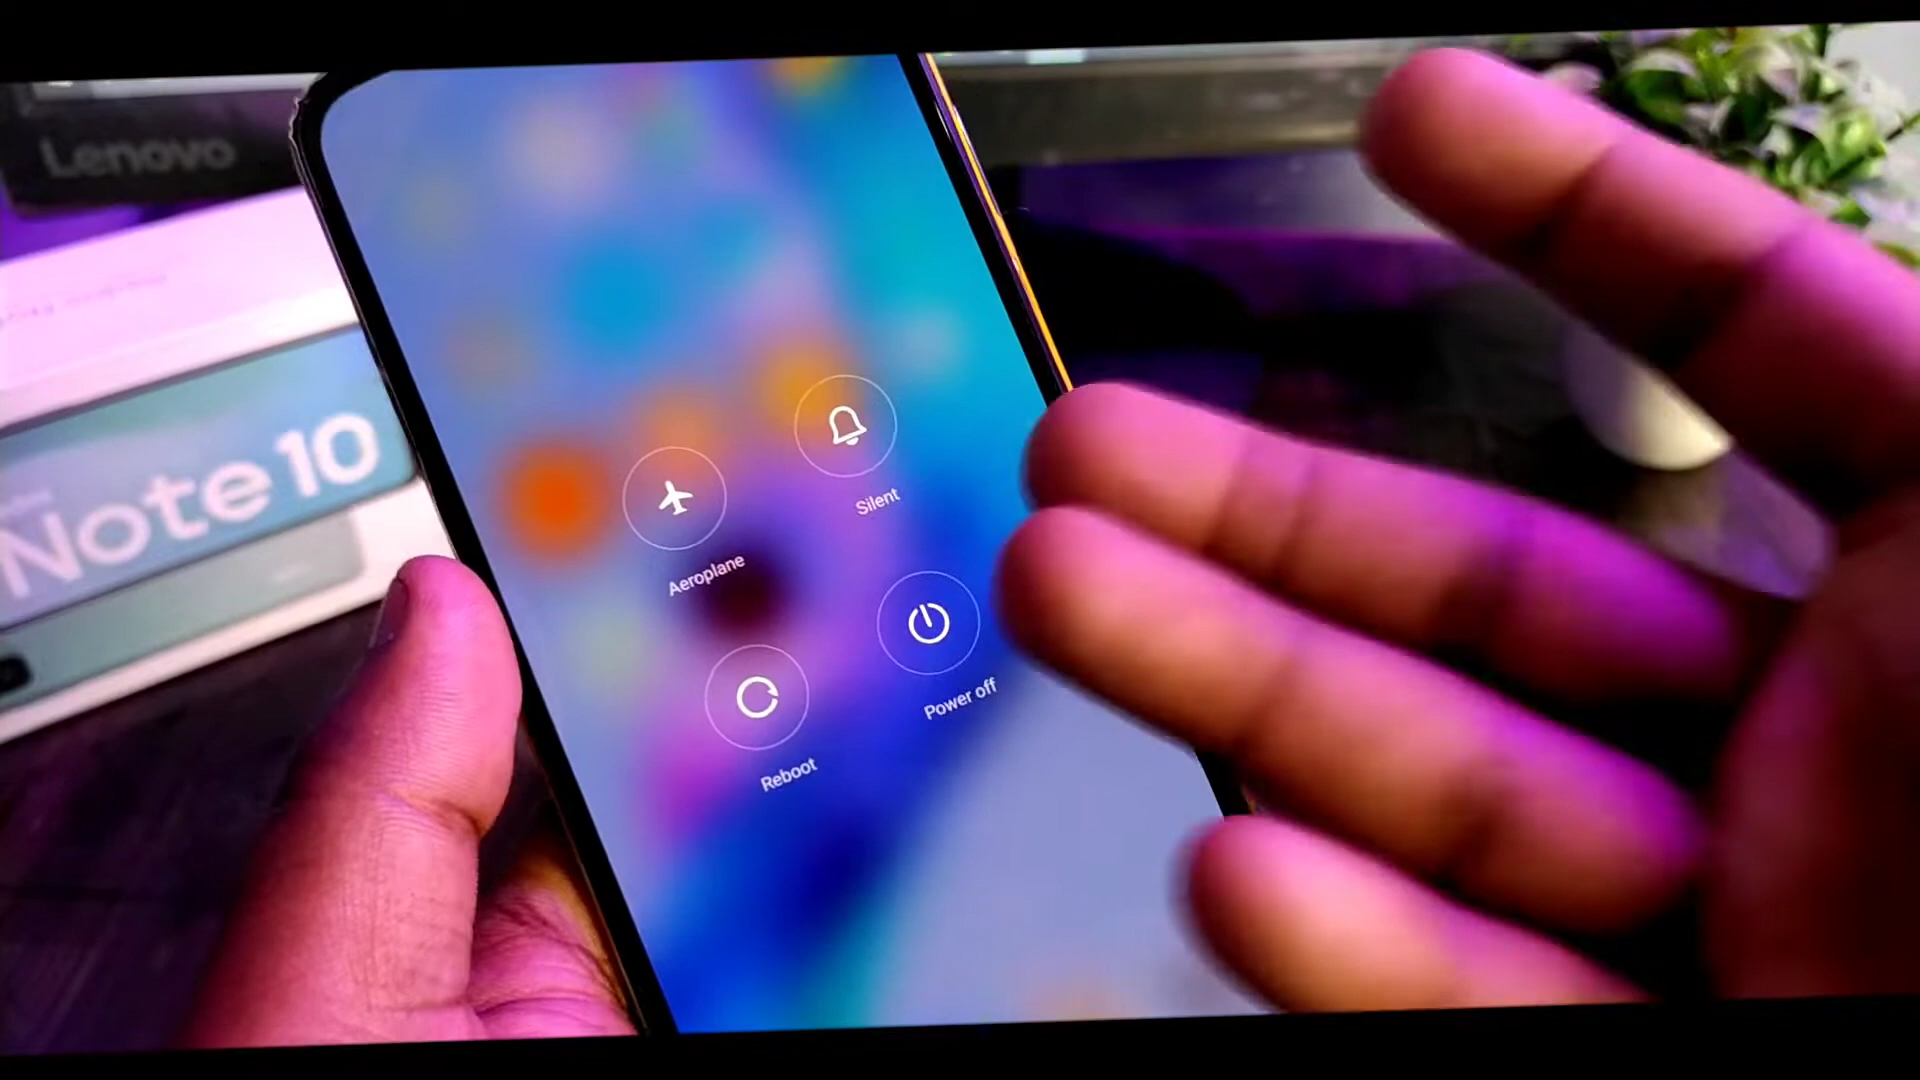 Lenovo
Note 10
Silent
Aeroplane
Power off
Reboot